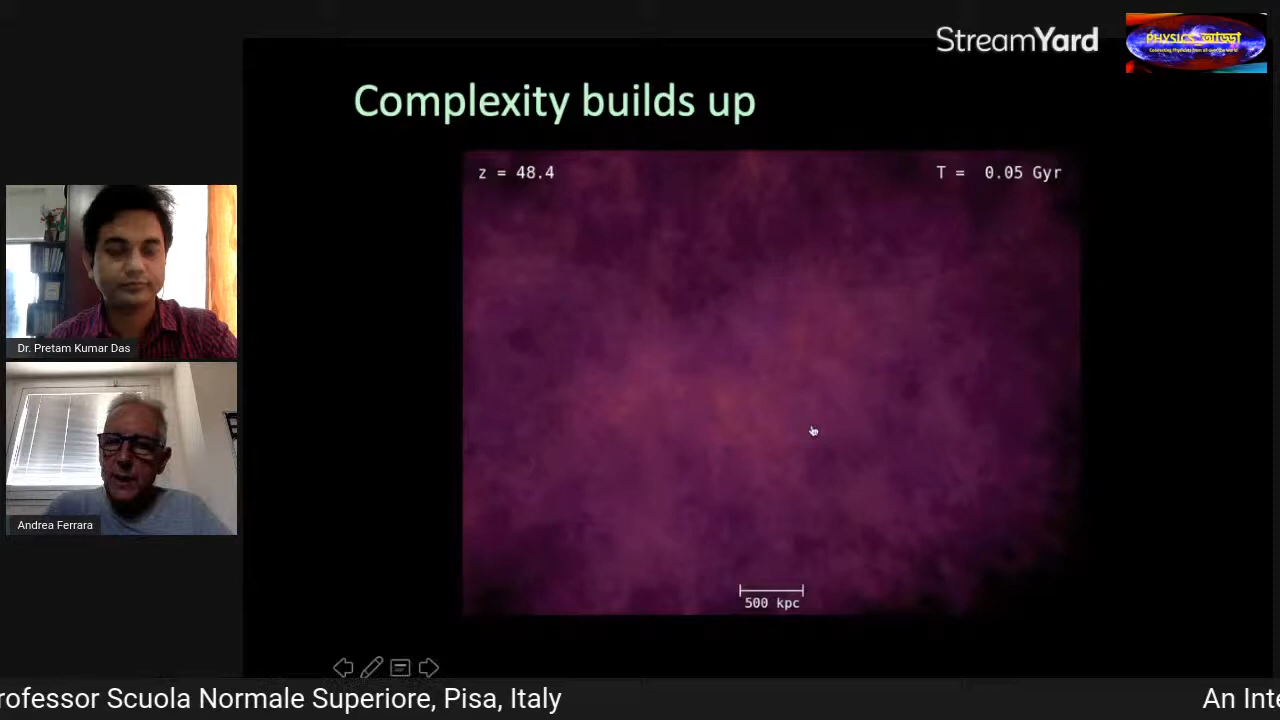 StreamYard
PHYSICS_আড্ডা
Complexity builds up
z = 48.4
T = 0.05 Gyr
Dr. Pretam Kumar Das
Andrea Ferrara
500 kpc
rofessor Scuola Normale Superiore, Pisa, Italy
An Inte